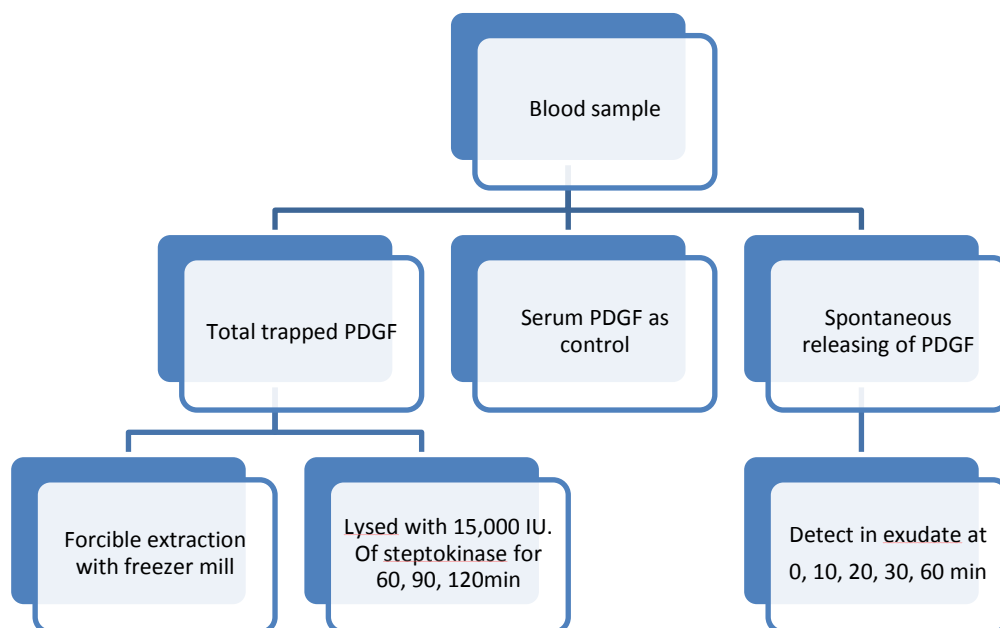 Blood sample
Total trapped PDGF
Serum PDGF as
control
Spontaneous
releasing of PDGF
Forcible extraction
with freezer mill
Lysed with 15,000 IU.
Of steptokinase for
60, 90, 120min
Detect in exudate at
0, 10, 20, 30, 60 min